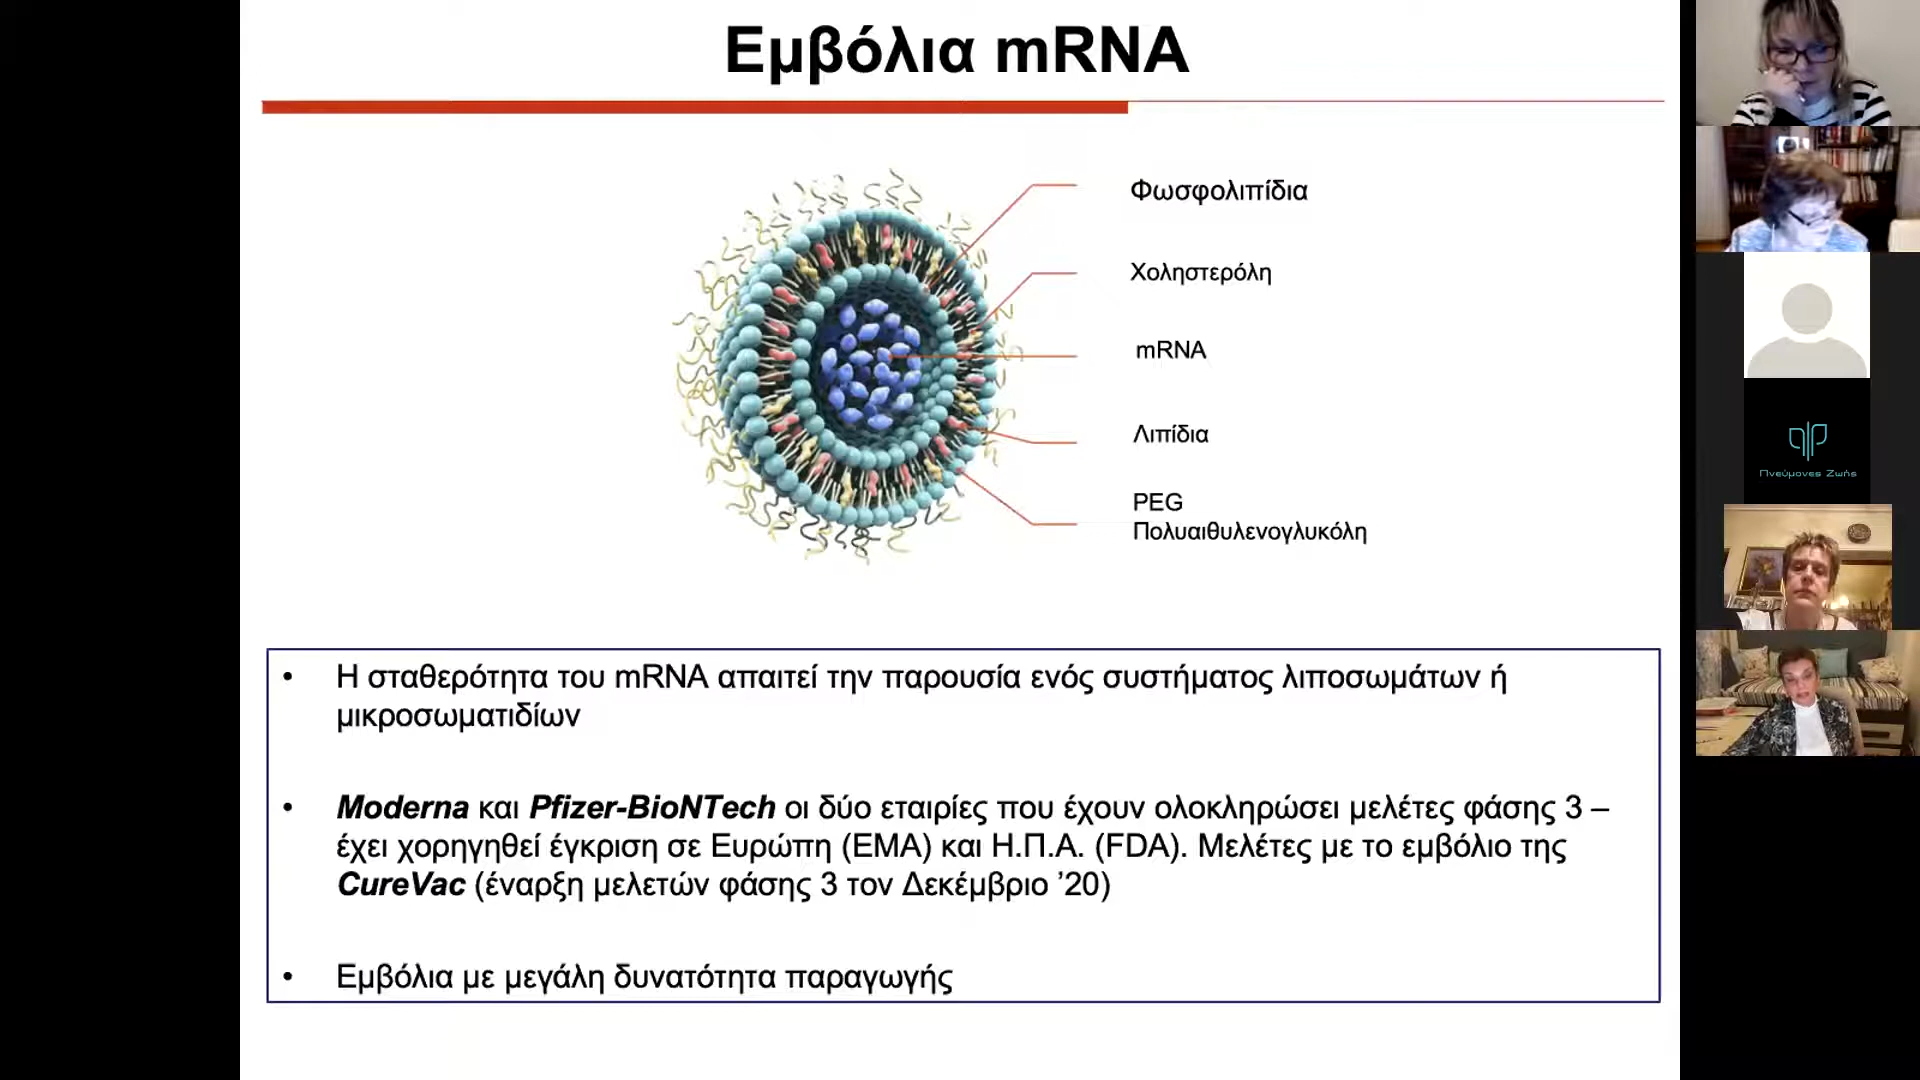 Εμβόλια mRNA
Φωσφολιπίδια
Χοληστερόλη
mRNA
Λιπίδια
PEG
Πολυαιθυλενογλυκόλη
• Η σταθερότητα του mRNA απαιτεί την παρουσία ενός συστήματος λιποσωμάτων ή
μικροσωματιδίων
• Moderna και Pfizer-BioNTech οι δύο εταιρίες που έχουν ολοκληρώσει μελέτες φάσης 3 –
έχει χορηγηθεί έγκριση σε Ευρώπη (EMA) και Η.Π.Α. (FDA). Μελέτες με το εμβόλιο της
CureVac (έναρξη μελετών φάσης 3 τον Δεκέμβριο ’20)
• Εμβόλια με μεγάλη δυνατότητα παραγωγής
Πνεύμονες Ζωής